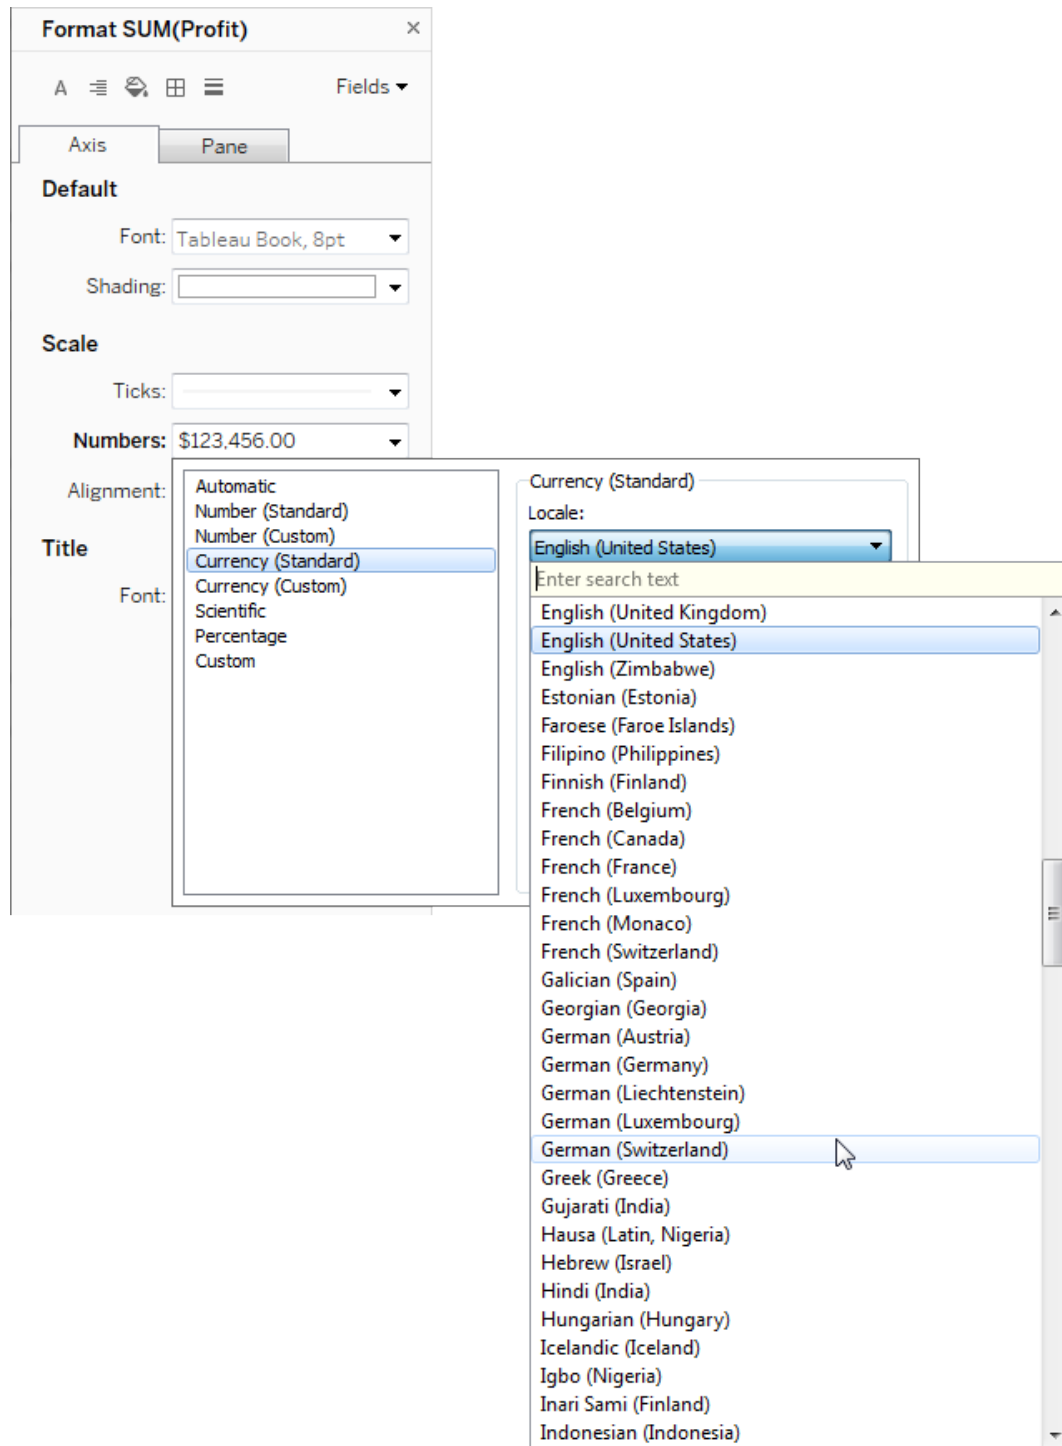 Format SUM(Profit)
A
Fields
Axis
Pane
Default
Font: Tableau Book, 8pt
Shading:
Scale
Ticks:
Numbers: $123,456.00
Alignment:
Title
Font:
Automatic
Number (Standard)
Number (Custom)
Currency (Standard)
Currency (Custom)
Scientific
Percentage
Custom
Currency (Standard)
Locale:
English (United States)
Enter search text
English (United Kingdom)
English (United States)
English (Zimbabwe)
Estonian (Estonia)
Faroese (Faroe Islands)
Filipino (Philippines)
Finnish (Finland)
French (Belgium)
French (Canada)
French (France)
French (Luxembourg)
French (Monaco)
French (Switzerland)
Galician (Spain)
Georgian (Georgia)
German (Austria)
German (Germany)
German (Liechtenstein)
German (Luxembourg)
German (Switzerland)
Greek (Greece)
Gujarati (India)
Hausa (Latin, Nigeria)
Hebrew (Israel)
Hindi (India)
Hungarian (Hungary)
Icelandic (Iceland)
Igbo (Nigeria)
Inari Sami (Finland)
Indonesian (Indonesia)